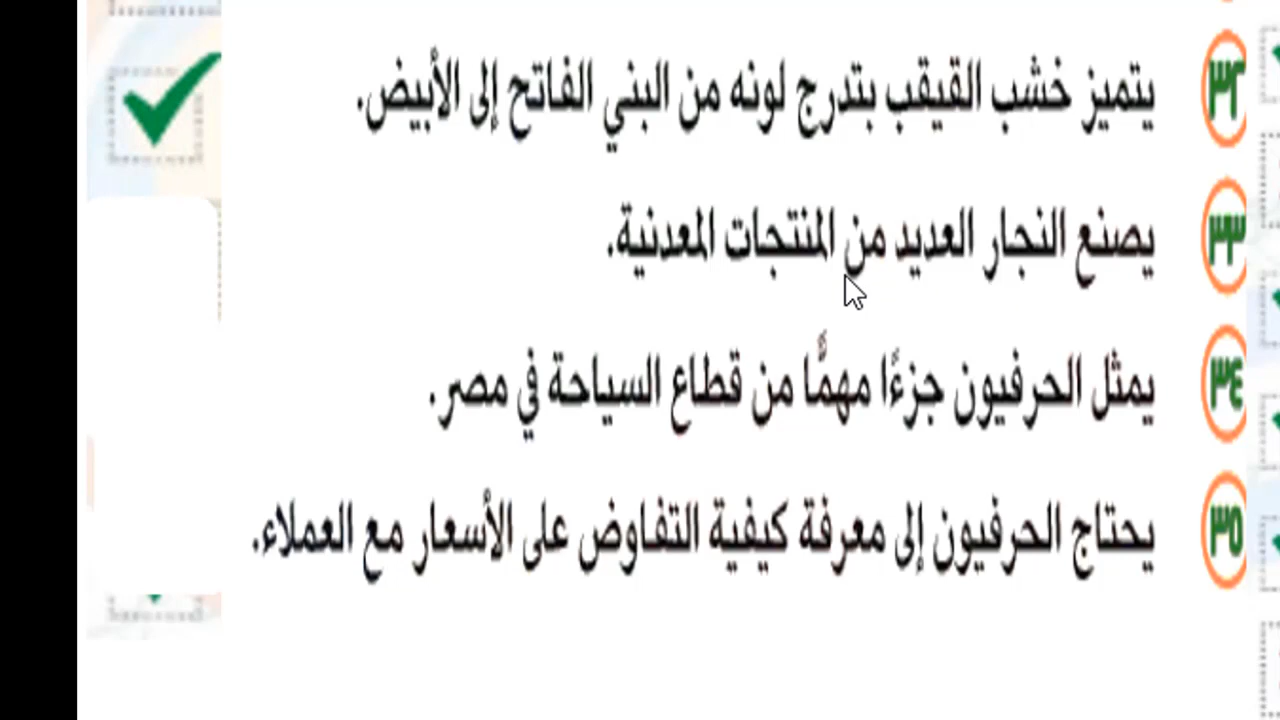 ٣٢ يتميز خشب القيقب بتدرج لونه من البني الفاتح إلى الأبيض.
٣٣ يصنع النجار العديد من المنتجات المعدنية.
٣٤ يمثل الحرفيون جزءًا مهمًّا من قطاع السياحة في مصر.
٣٥ يحتاج الحرفيون إلى معرفة كيفية التفاوض على الأسعار مع العملاء.